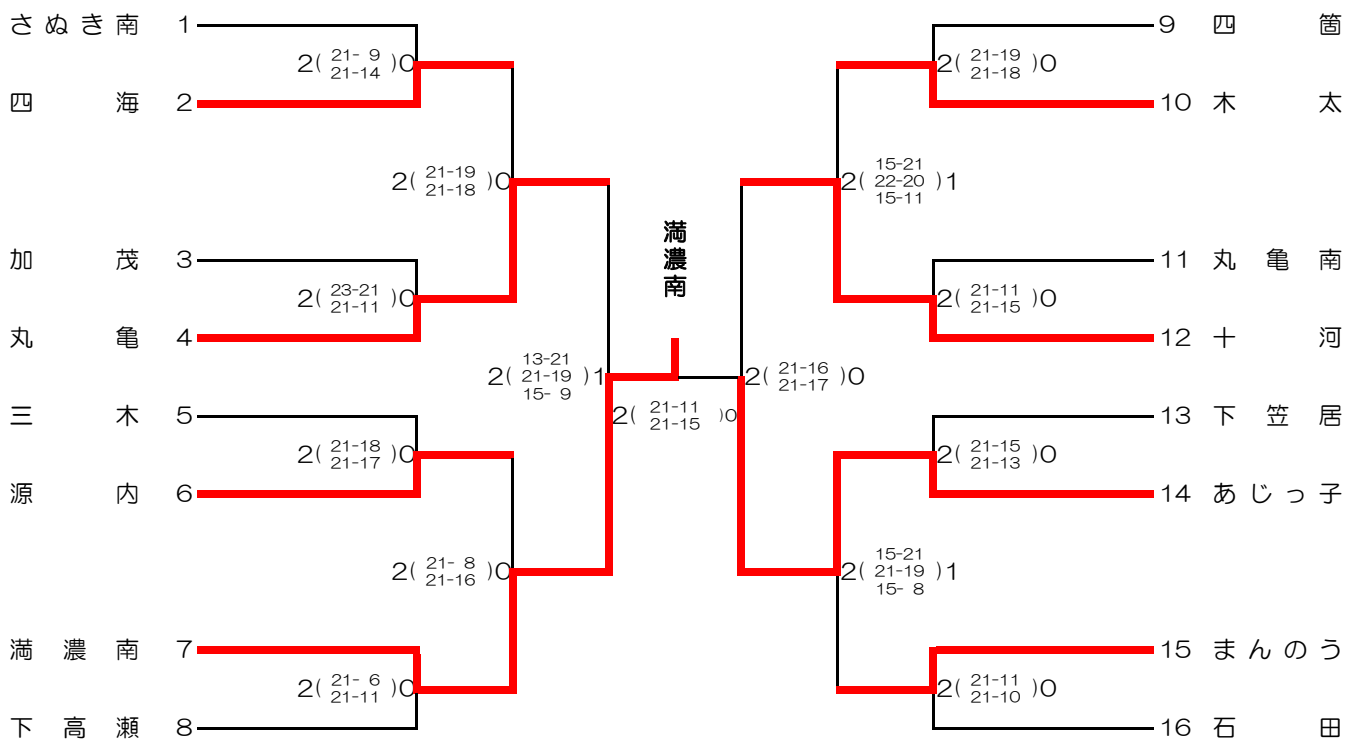 さぬき南 1
2( 21- 9 )0
21-14
四海 2
2( 21-19 )0
21-18
加茂 3
2( 23-21 )0
21-11
丸亀 4
2( 13-21 )1
21-19
15- 9
三木 5
2( 21-18 )0
21-17
源内 6
2( 21- 8 )0
21-16
満濃南 7
2( 21- 6 )0
21-11
下高瀬 8
満濃南
2( 21-11 )0
21-15
9 四箇
2( 21-19 )0
21-18
10 木太
2( 15-21 )1
22-20
15-11
11 丸亀南
2( 21-11 )0
21-15
12 十河
2( 21-16 )0
21-17
13 下笠居
2( 21-15 )0
21-13
14 あじっ子
2( 15-21 )1
21-19
15- 8
15 まんのう
2( 21-11 )0
21-10
16 石田